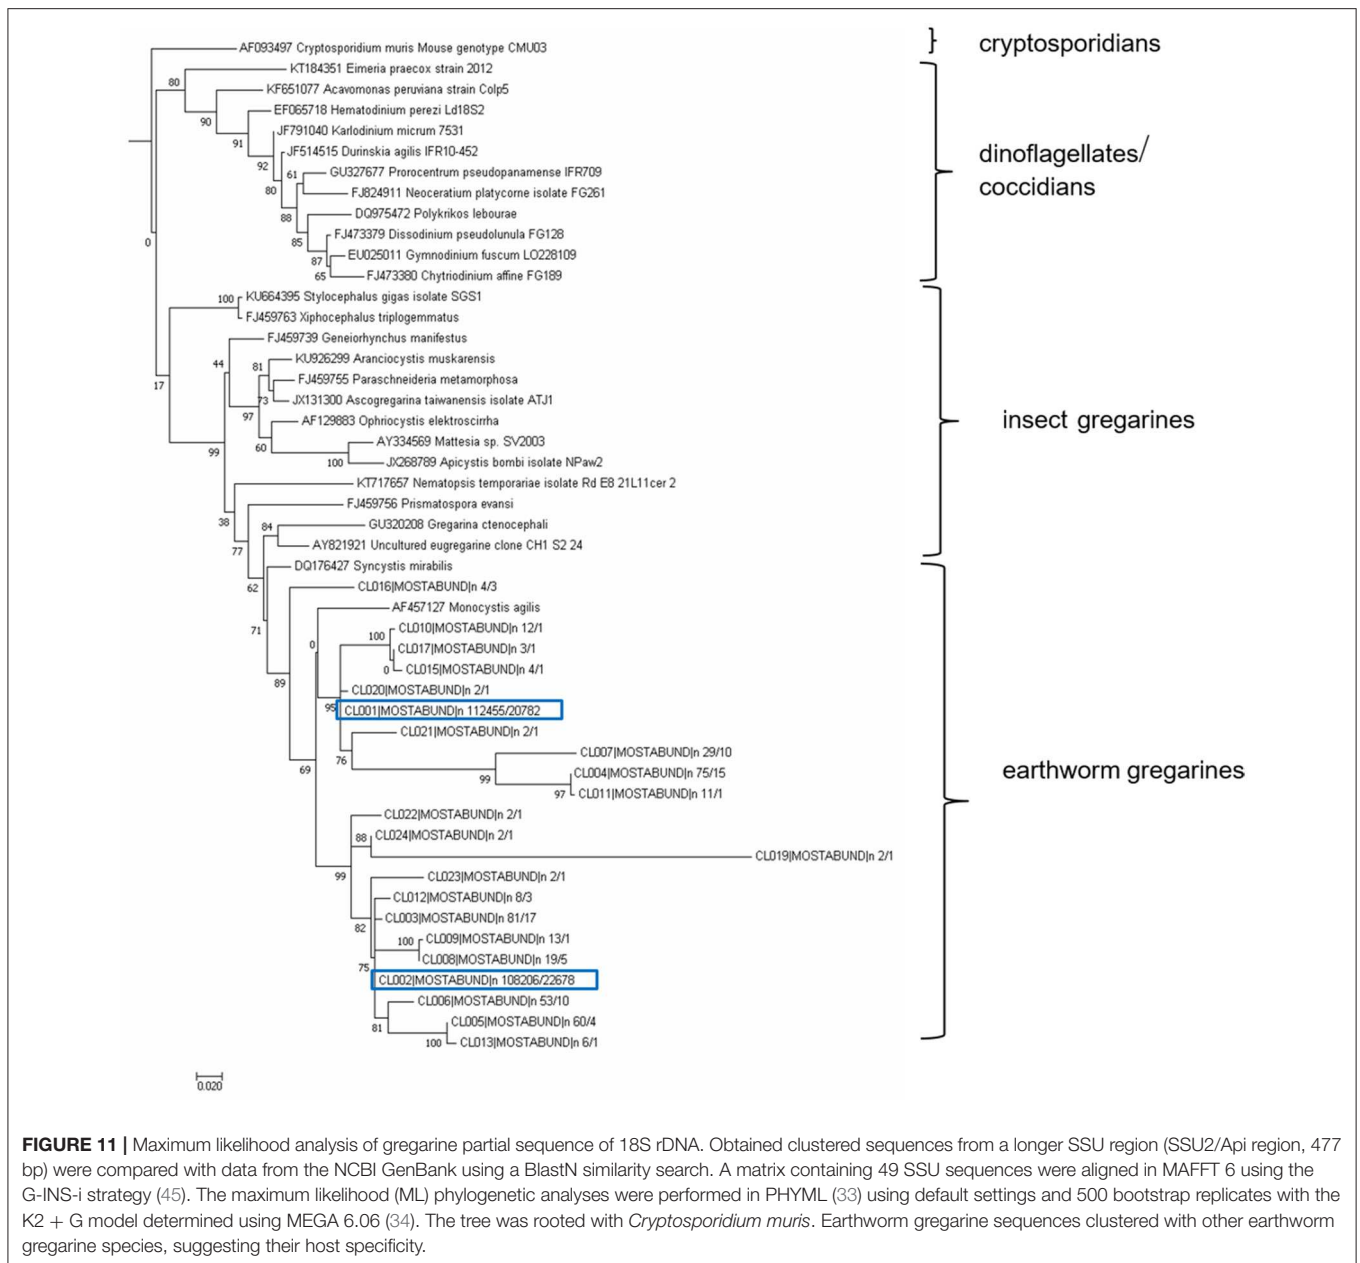 AF093497 Cryptosporidium muris Mouse genotype CMU03
cryptosporidians
KT184351 Eimeria praecox strain 2012
80
KF651077 Acavomonas peruviana strain Colp5
EF065718 Hematodinium perezi Ld18S2
90
JF791040 Karlodinium micrum 7531
91
JF514515 Durinskia agilis IFR10-452
dinoflagellates/
coccidians
92
GU327677 Prorocentrum pseudopanamense IFR709
61
80
FJ824911 Neoceratium platycorne isolate FG261
DQ975472 Polykrikos lebourae
88
FJ473379 Dissodinium pseudolunula FG128
85
0
EU025011 Gymnodinium fuscum LO228109
87
FJ473380 Chytriodinium affine FG189
65
KU664395 Stylocephalus gigas isolate SGS1
100
FJ459763 Xiphocephalus triplogemmatus
FJ459739 Geneiorhynchus manifestus
KU926299 Aranciocystis muskarensis
44
81
FJ459755 Paraschneideria metamorphosa
17
JX131300 Ascogregarina taiwanensis isolate ATJ1
73
97
AF129883 Ophriocystis elektroscirrha
insect gregarines
AY334569 Mattesia sp. SV2003
60
99
JX268789 Apicystis bombi isolate NPaw2
100
KT717657 Nematopsis temporariae isolate Rd E8 21L11cer 2
FJ459756 Prismatospora evansi
38
GU320208 Gregarina ctenocephali
84
AY821921 Uncultured eugregarine clone CH1 S2 24
77
DQ176427 Syncystis mirabilis
CL016|MOSTABUND|n 4/3
62
AF457127 Monocystis agilis
CL010|MOSTABUND|n 12/1
71
100
CL017|MOSTABUND|n 3/1
0
CL015|MOSTABUND|n 4/1
0
CL020|MOSTABUND|n 2/1
89
CL001|MOSTABUND|n 112455/20782
95
CL021|MOSTABUND|n 2/1
CL007|MOSTABUND|n 29/10
76
CL004|MOSTABUND|n 75/15
69
99
earthworm gregarines
CL011|MOSTABUND|n 11/1
97
CL022|MOSTABUND|n 2/1
CL024|MOSTABUND|n 2/1
88
CL019|MOSTABUND|n 2/1
CL023|MOSTABUND|n 2/1
99
CL012|MOSTABUND|n 8/3
CL003|MOSTABUND|n 81/17
82
CL009|MOSTABUND|n 13/1
100
CL008|MOSTABUND|n 19/5
75
CL002|MOSTABUND|n 108206/22678
CL006|MOSTABUND|n 53/10
CL005|MOSTABUND|n 60/4
81
CL013|MOSTABUND|n 6/1
100
0.020
FIGURE 11 | Maximum likelihood analysis of gregarine partial sequence of 18S rDNA. Obtained clustered sequences from a longer SSU region (SSU2/Api region, 477
bp) were compared with data from the NCBI GenBank using a BlastN similarity search. A matrix containing 49 SSU sequences were aligned in MAFFT 6 using the
G-INS-i strategy (45). The maximum likelihood (ML) phylogenetic analyses were performed in PHYML (33) using default settings and 500 bootstrap replicates with the
K2 + G model determined using MEGA 6.06 (34). The tree was rooted with Cryptosporidium muris. Earthworm gregarine sequences clustered with other earthworm
gregarine species, suggesting their host specificity.